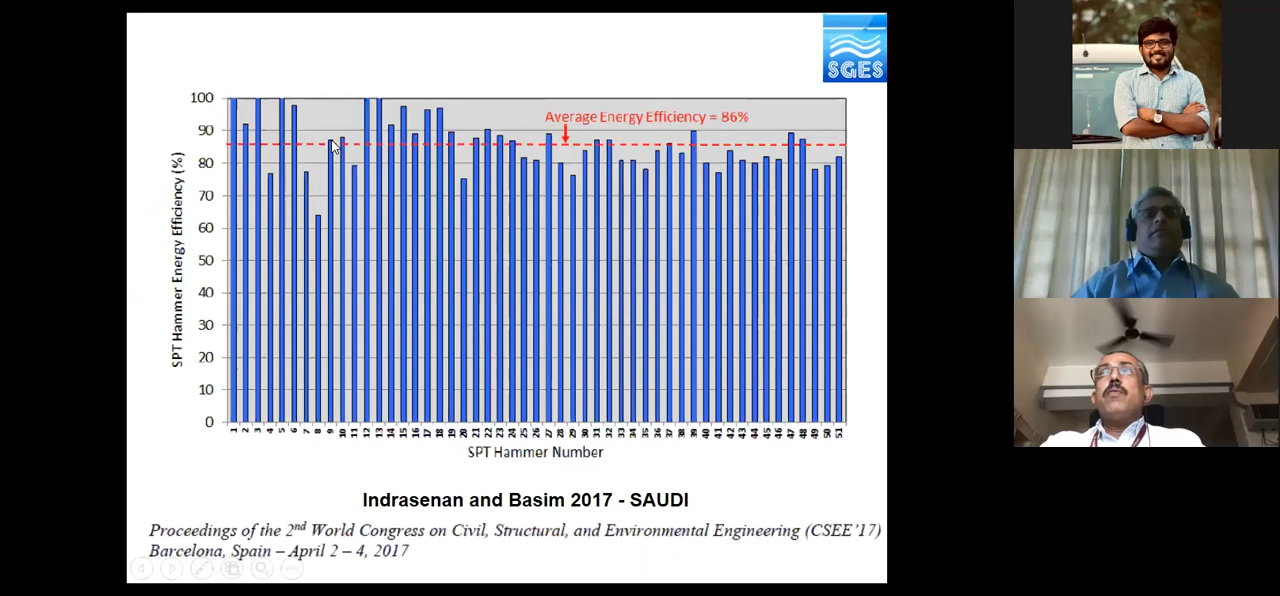 SGES
100
90
80
70
60
50
40
30
20
10
0
SPT Hammer Energy Efficiency (%)
Average Energy Efficiency = 86%
1 2 3 4 5 6 7 8 9 10 11 12 13 14 15 16 17 18 19 20 21 22 23 24 25 26 27 28 29 30 31 32 33 34 35 36 37 38 39 40 41 42 43 44 45 46 47 48 49 50 51
SPT Hammer Number
Indrasenan and Basim 2017 - SAUDI
Proceedings of the 2nd World Congress on Civil, Structural, and Environmental Engineering (CSEE'17)
Barcelona, Spain – April 2 – 4, 2017